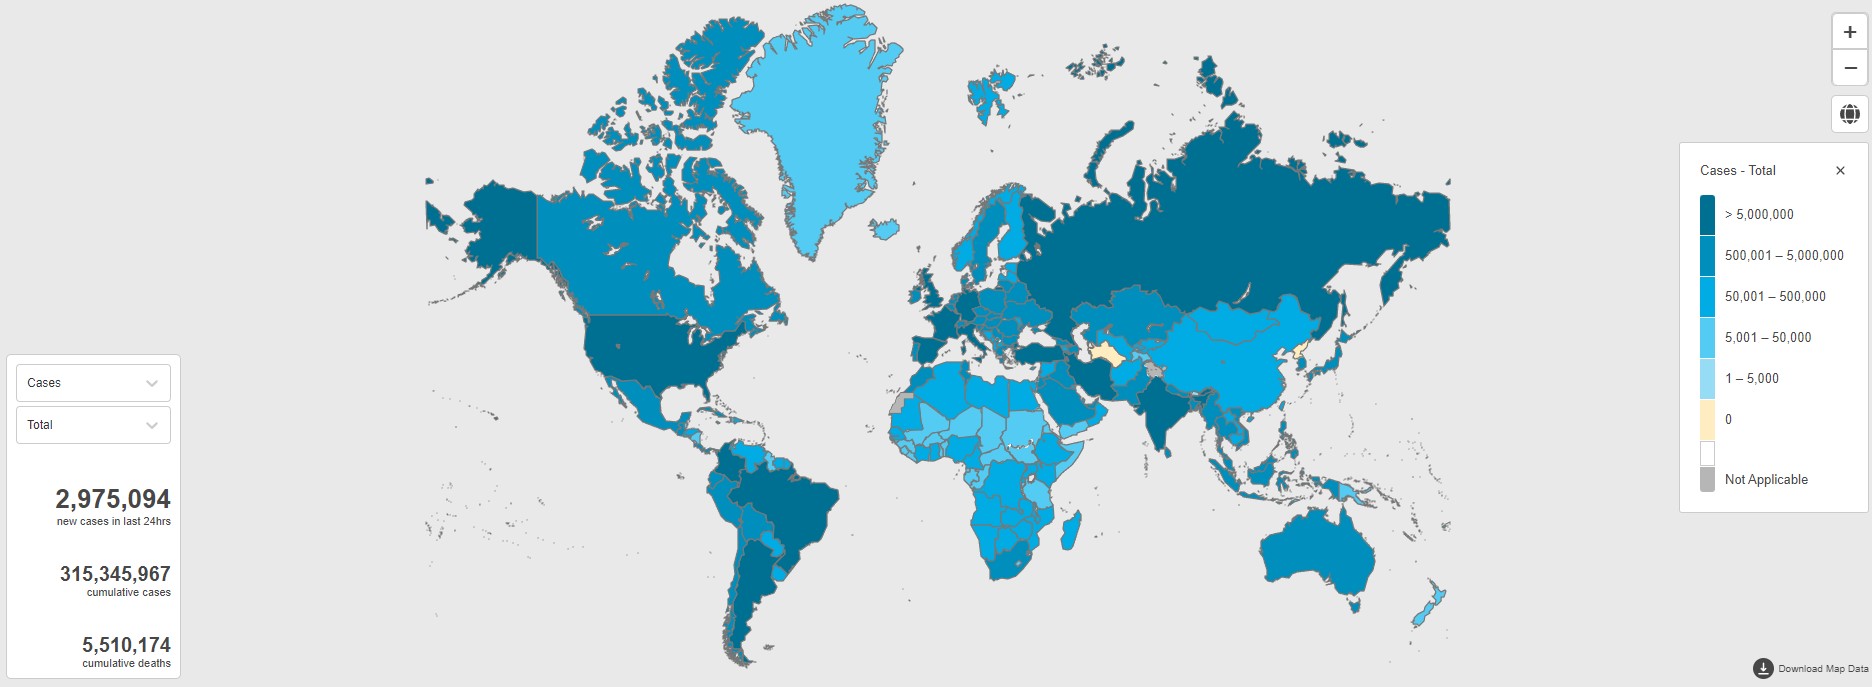 Cases
Total
2,975,094
new cases in last 24hrs
315,345,967
cumulative cases
5,510,174
cumulative deaths
+
−
Cases - Total ×
> 5,000,000
500,001 – 5,000,000
50,001 – 500,000
5,001 – 50,000
1 – 5,000
0
Not Applicable
Download Map Data